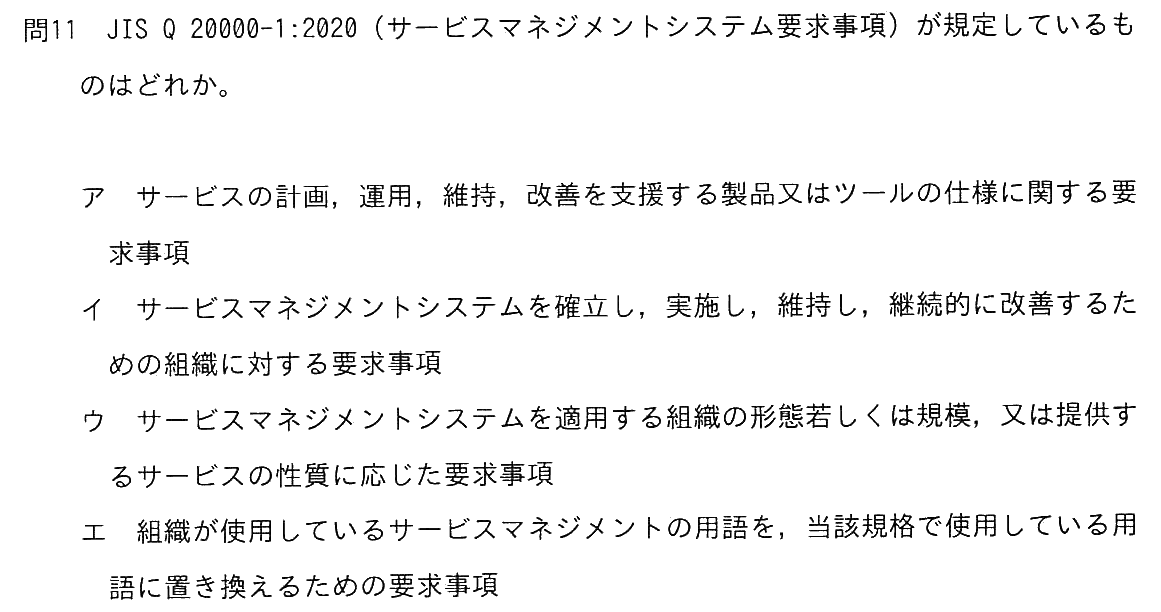 問11 JIS Q 20000-1:2020（サービスマネジメントシステム要求事項）が規定しているも
のはどれか。
ア サービスの計画，運用，維持，改善を支援する製品又はツールの仕様に関する要
求事項
イ サービスマネジメントシステムを確立し，実施し，維持し，継続的に改善するた
めの組織に対する要求事項
ウ サービスマネジメントシステムを適用する組織の形態若しくは規模，又は提供す
るサービスの性質に応じた要求事項
エ 組織が使用しているサービスマネジメントの用語を，当該規格で使用している用
語に置き換えるための要求事項